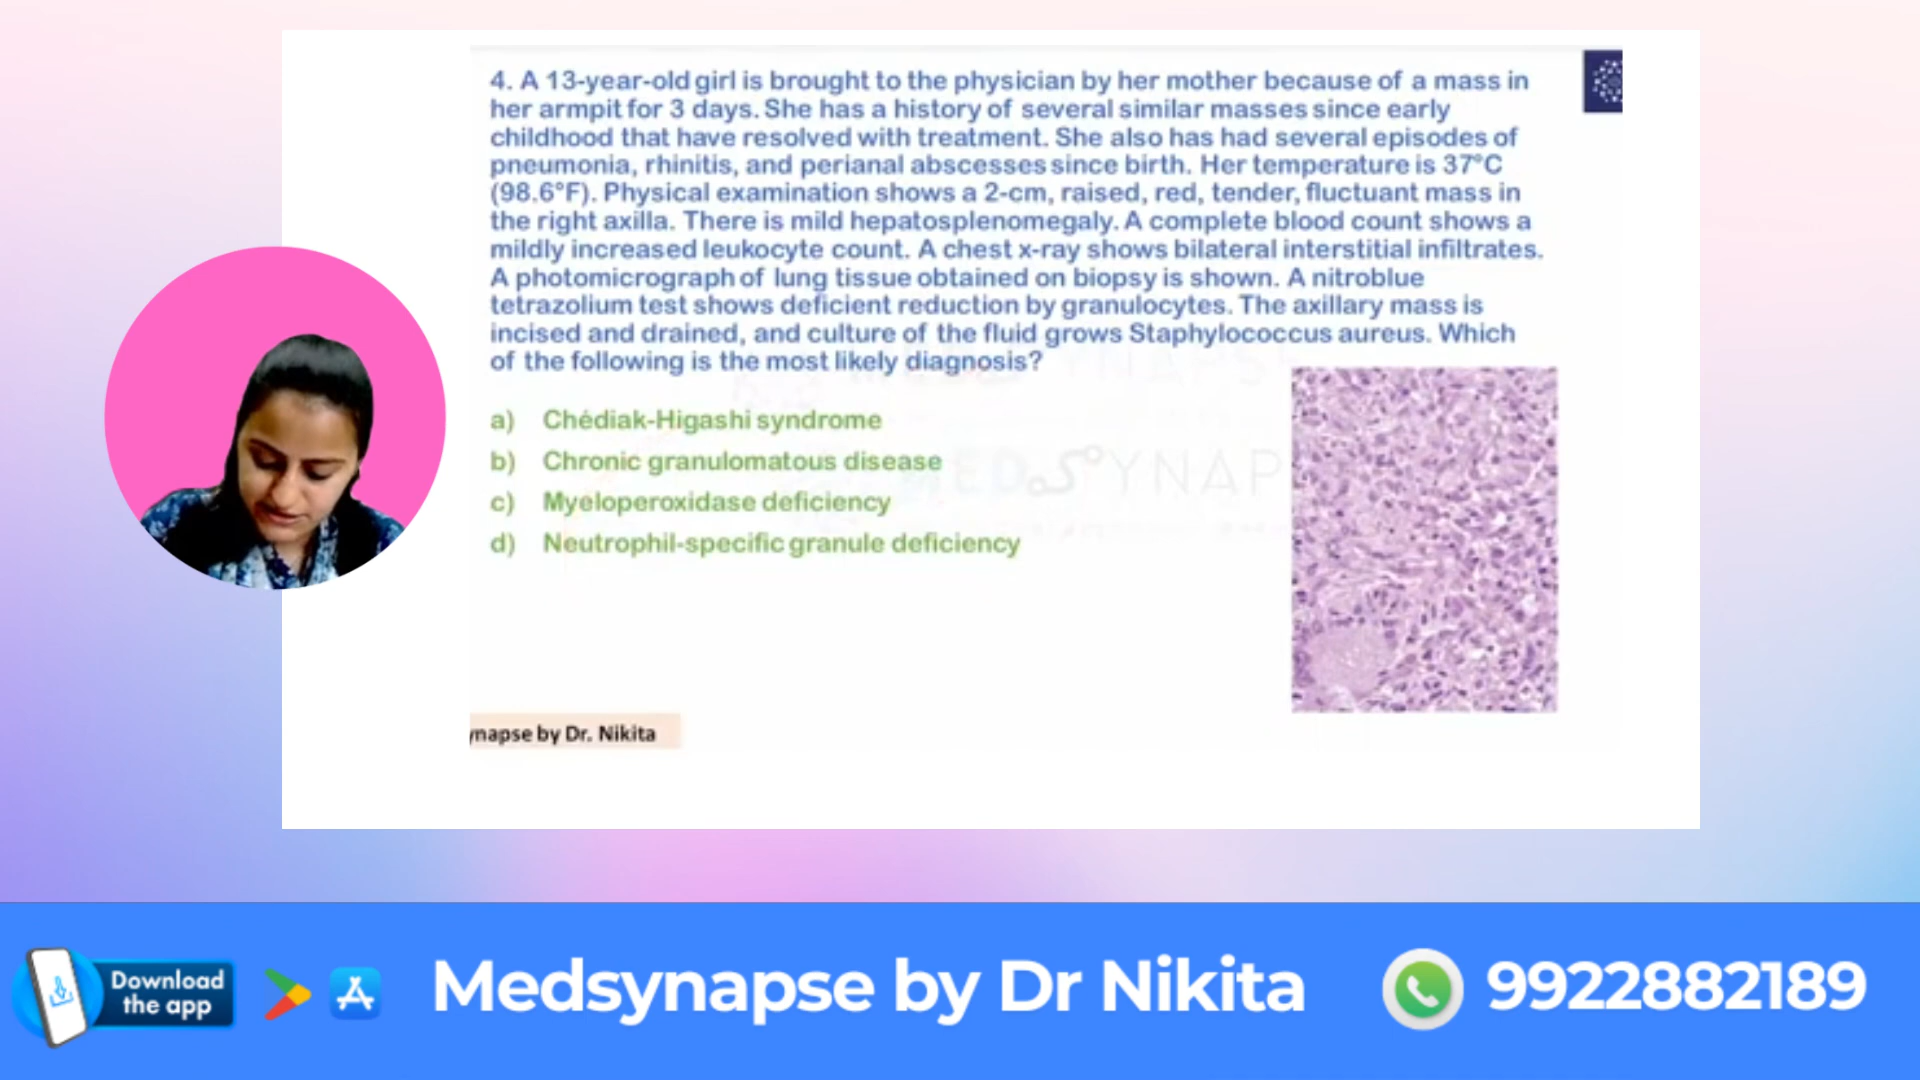 4. A 13-year-old girl is brought to the physician by her mother because of a mass in
her armpit for 3 days. She has a history of several similar masses since early
childhood that have resolved with treatment. She also has had several episodes of
pneumonia, rhinitis, and perianal abscesses since birth. Her temperature is 37°C
(98.6°F). Physical examination shows a 2-cm, raised, red, tender, fluctuant mass in
the right axilla. There is mild hepatosplenomegaly. A complete blood count shows a
mildly increased leukocyte count. A chest x-ray shows bilateral interstitial infiltrates.
A photomicrograph of lung tissue obtained on biopsy is shown. A nitroblue
tetrazolium test shows deficient reduction by granulocytes. The axillary mass is
incised and drained, and culture of the fluid grows Staphylococcus aureus. Which
of the following is the most likely diagnosis?
a) Chédiak-Higashi syndrome
b) Chronic granulomatous disease
c) Myeloperoxidase deficiency
d) Neutrophil-specific granule deficiency
ynapse by Dr. Nikita
Download
the app
Medsynapse by Dr Nikita
9922882189